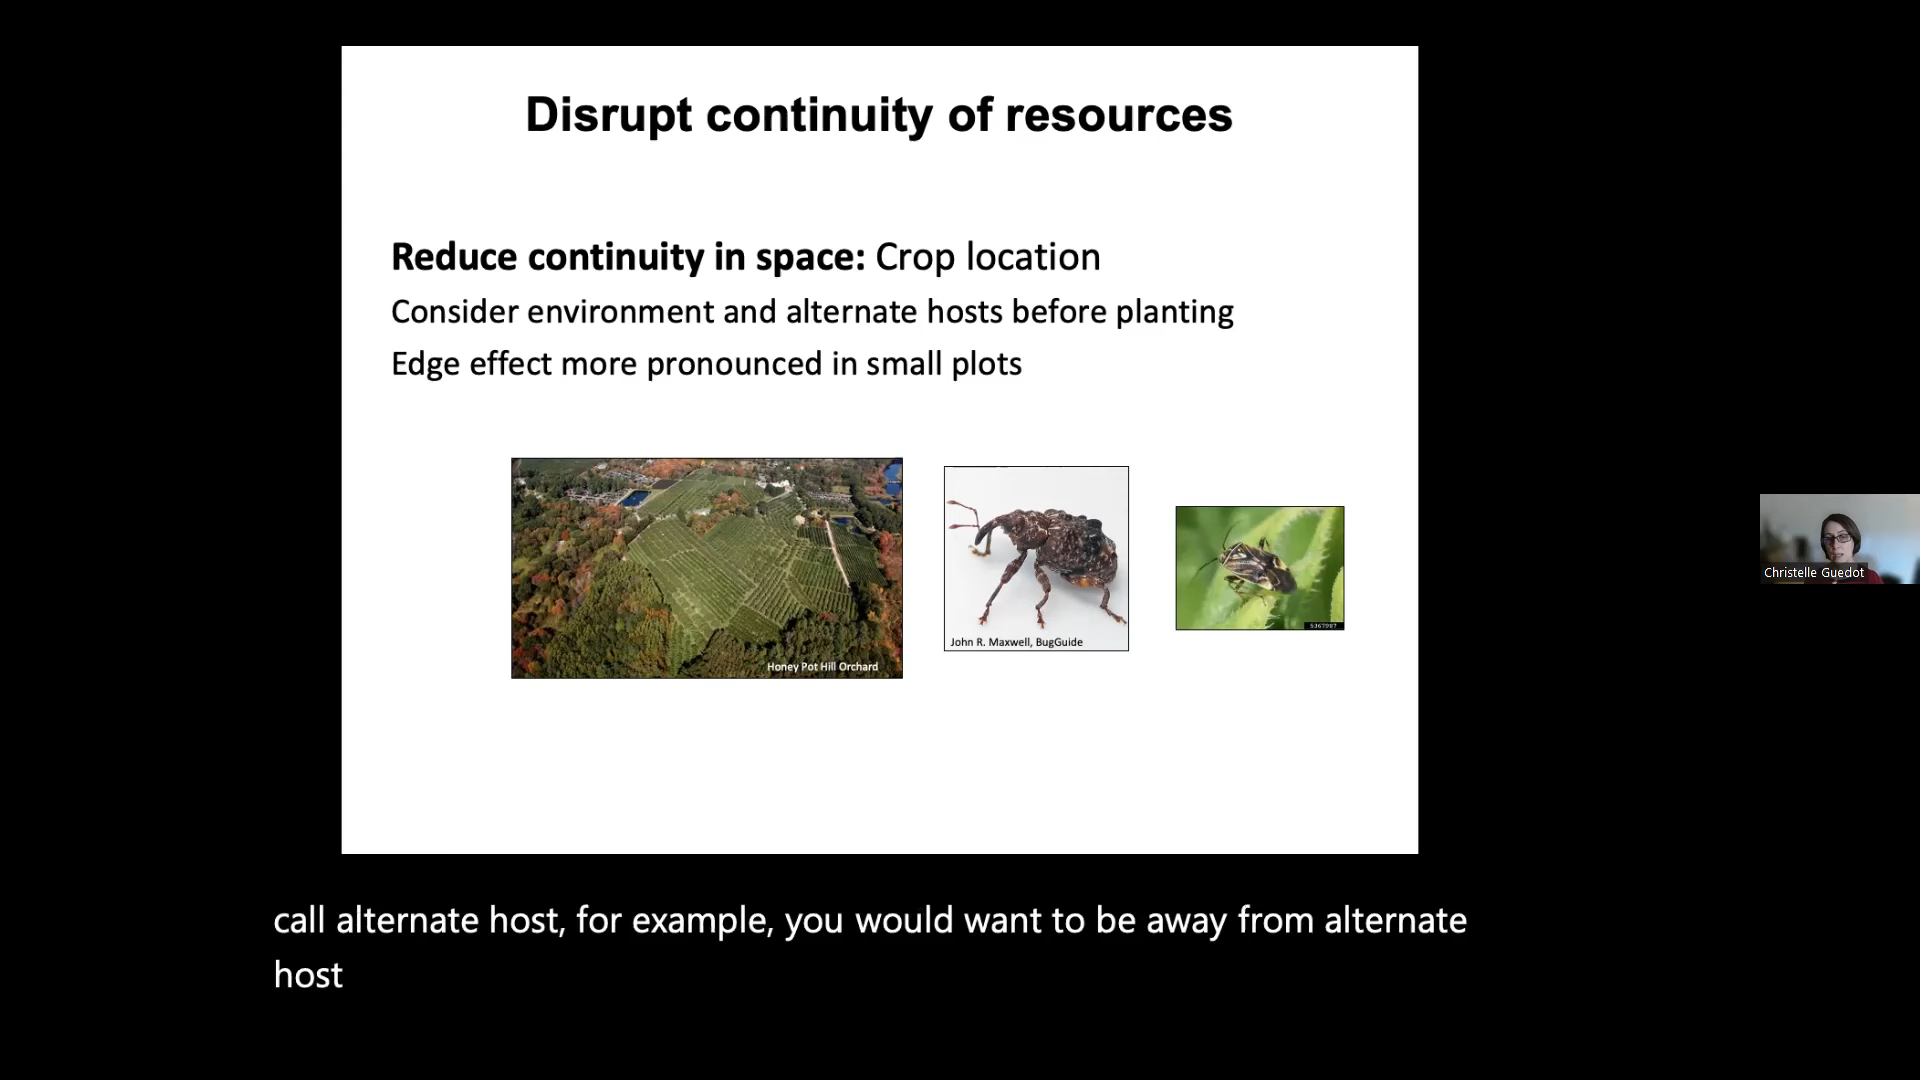 Disrupt continuity of resources
Reduce continuity in space: Crop location
Consider environment and alternate hosts before planting
Edge effect more pronounced in small plots
Honey Pot Hill Orchard
John R. Maxwell, BugGuide
5367987
Christelle Guedot
call alternate host, for example, you would want to be away from alternate
host